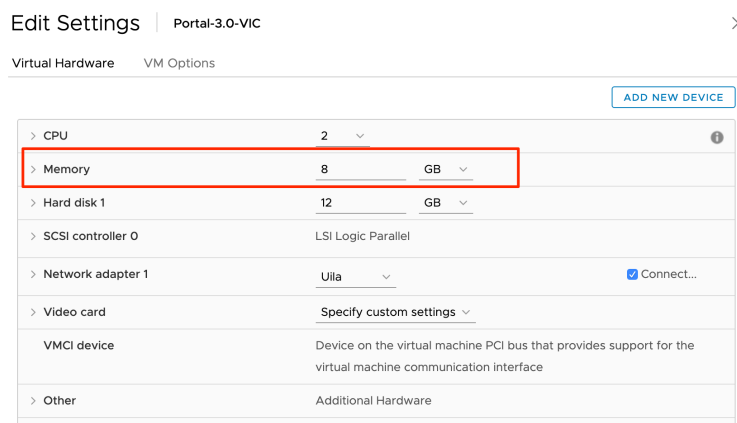 Edit Settings Portal-3.0-VIC
Virtual Hardware VM Options
ADD NEW DEVICE
CPU 2
Memory 8 GB
Hard disk 1 12 GB
SCSI controller 0 LSI Logic Parallel
Network adapter 1 Uila Connect...
Video card Specify custom settings
VMCI device Device on the virtual machine PCI bus that provides support for the
virtual machine communication interface
Other Additional Hardware